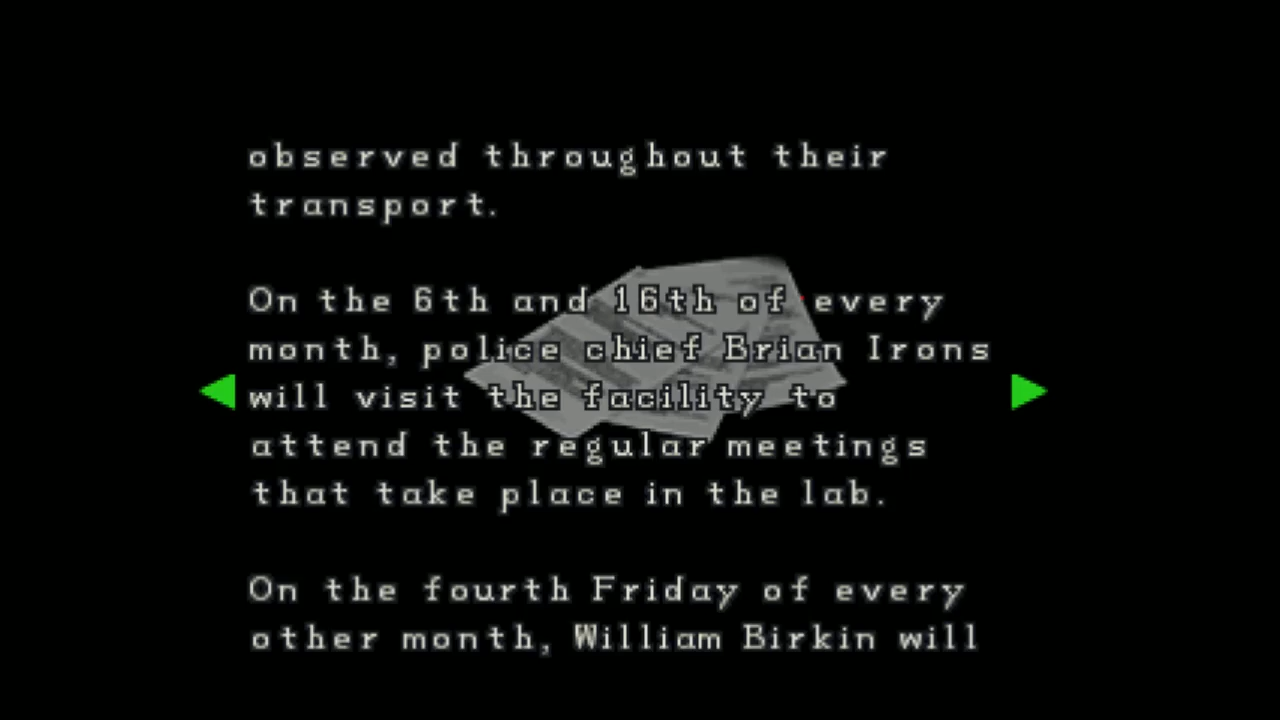 observed throughout their
transport.
On the 6th and 16th of every
month, police chief Brian Irons
will visit the facility to
attend the regular meetings
that take place in the lab.
On the fourth Friday of every
other month, William Birkin will